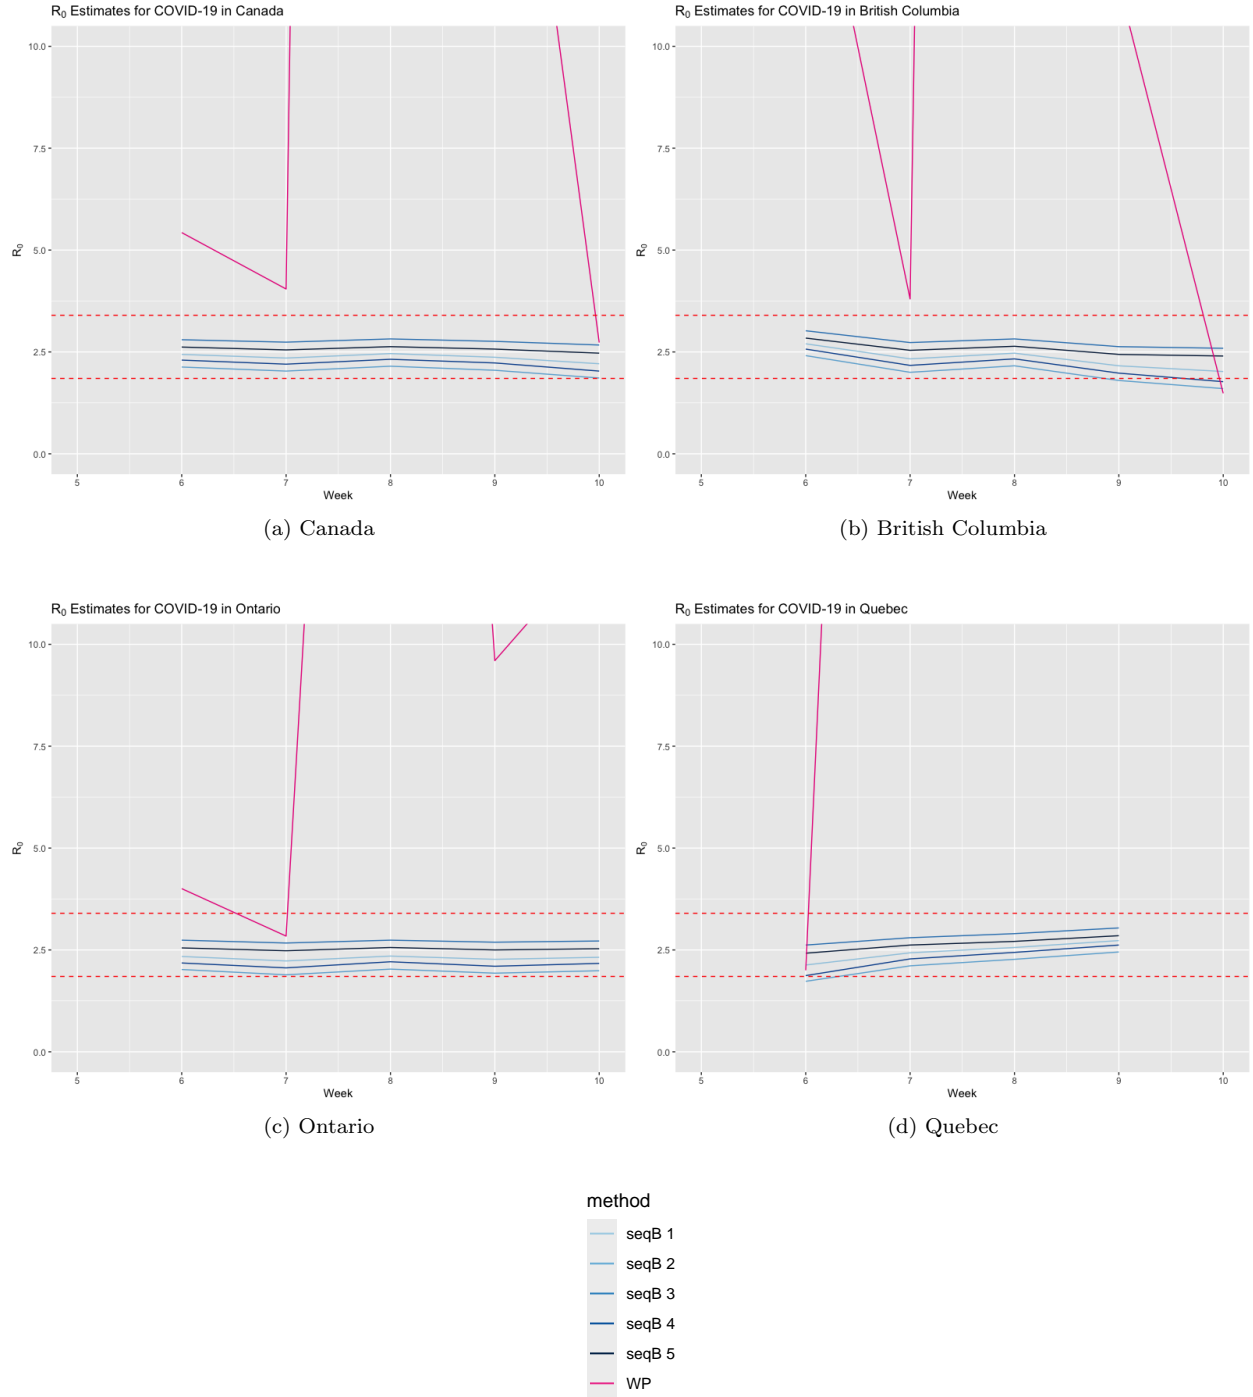 R₀ Estimates for COVID-19 in Canada
10.0
7.5
5.0
2.5
0.0
R₀
5 6 7 8 9 10
Week
(a) Canada
R₀ Estimates for COVID-19 in British Columbia
10.0
7.5
5.0
2.5
0.0
R₀
5 6 7 8 9 10
Week
(b) British Columbia
R₀ Estimates for COVID-19 in Ontario
10.0
7.5
5.0
2.5
0.0
R₀
5 6 7 8 9 10
Week
(c) Ontario
R₀ Estimates for COVID-19 in Quebec
10.0
7.5
5.0
2.5
0.0
R₀
5 6 7 8 9 10
Week
(d) Quebec
method
seqB 1
seqB 2
seqB 3
seqB 4
seqB 5
WP